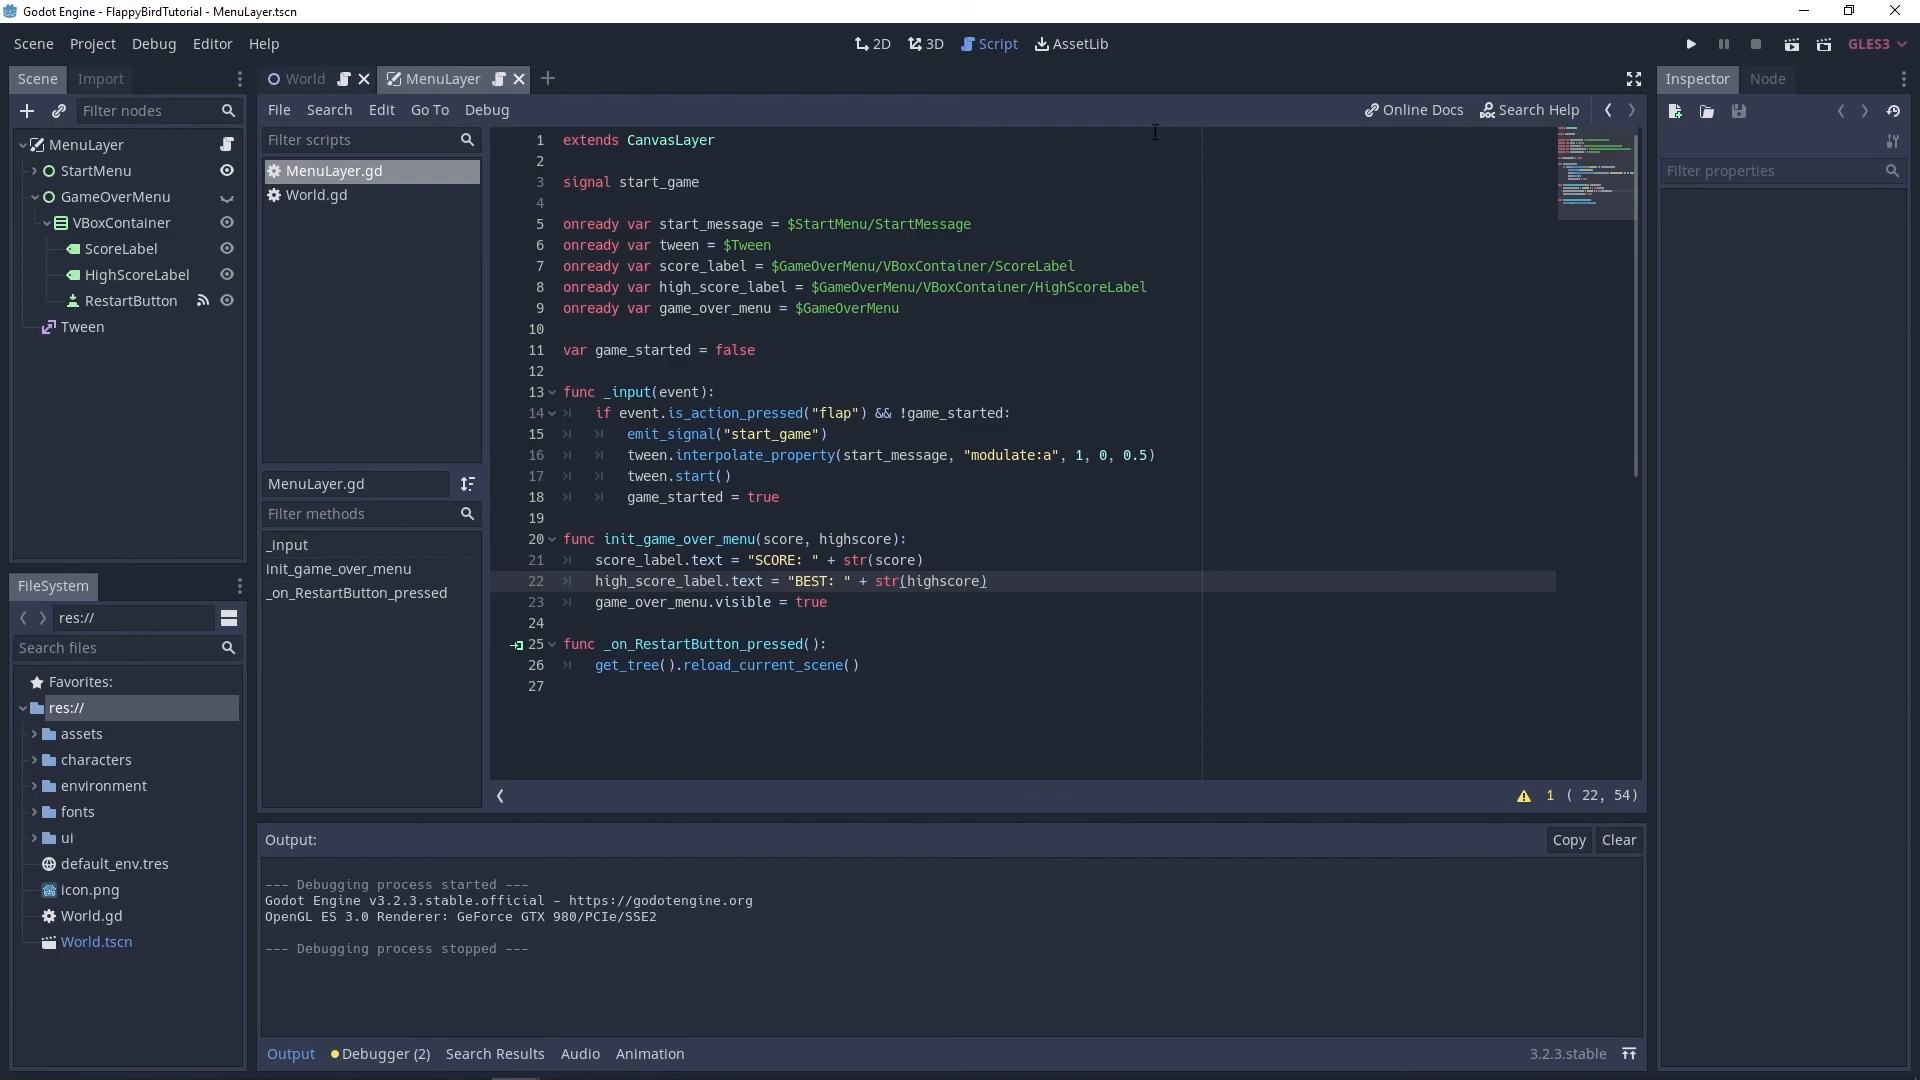 Godot Engine - FlappyBirdTutorial - MenuLayer.tscn
Scene Project Debug Editor Help
2D 3D Script AssetLib
GLES3
Scene Import
World MenuLayer
Inspector Node
Filter nodes
File Search Edit Go To Debug
Online Docs Search Help
MenuLayer
StartMenu
GameOverMenu
VBoxContainer
ScoreLabel
HighScoreLabel
RestartButton
Tween
Filter scripts
MenuLayer.gd
World.gd
MenuLayer.gd
Filter methods
_input
init_game_over_menu
_on_RestartButton_pressed
1 extends CanvasLayer
2
3 signal start_game
4
5 onready var start_message = $StartMenu/StartMessage
6 onready var tween = $Tween
7 onready var score_label = $GameOverMenu/VBoxContainer/ScoreLabel
8 onready var high_score_label = $GameOverMenu/VBoxContainer/HighScoreLabel
9 onready var game_over_menu = $GameOverMenu
10
11 var game_started = false
12
13 func _input(event):
14 if event.is_action_pressed("flap") && !game_started:
15 emit_signal("start_game")
16 tween.interpolate_property(start_message, "modulate:a", 1, 0, 0.5)
17 tween.start()
18 game_started = true
19
20 func init_game_over_menu(score, highscore):
21 score_label.text = "SCORE: " + str(score)
22 high_score_label.text = "BEST: " + str(highscore)
23 game_over_menu.visible = true
24
25 func _on_RestartButton_pressed():
26 get_tree().reload_current_scene()
27
1 ( 22, 54)
Filter properties
FileSystem
res://
Search files
Favorites:
res://
assets
characters
environment
fonts
ui
default_env.tres
icon.png
World.gd
World.tscn
Output:
Copy Clear
--- Debugging process started ---
Godot Engine v3.2.3.stable.official - https://godotengine.org
OpenGL ES 3.0 Renderer: GeForce GTX 980/PCIe/SSE2
--- Debugging process stopped ---
Output Debugger (2) Search Results Audio Animation
3.2.3.stable